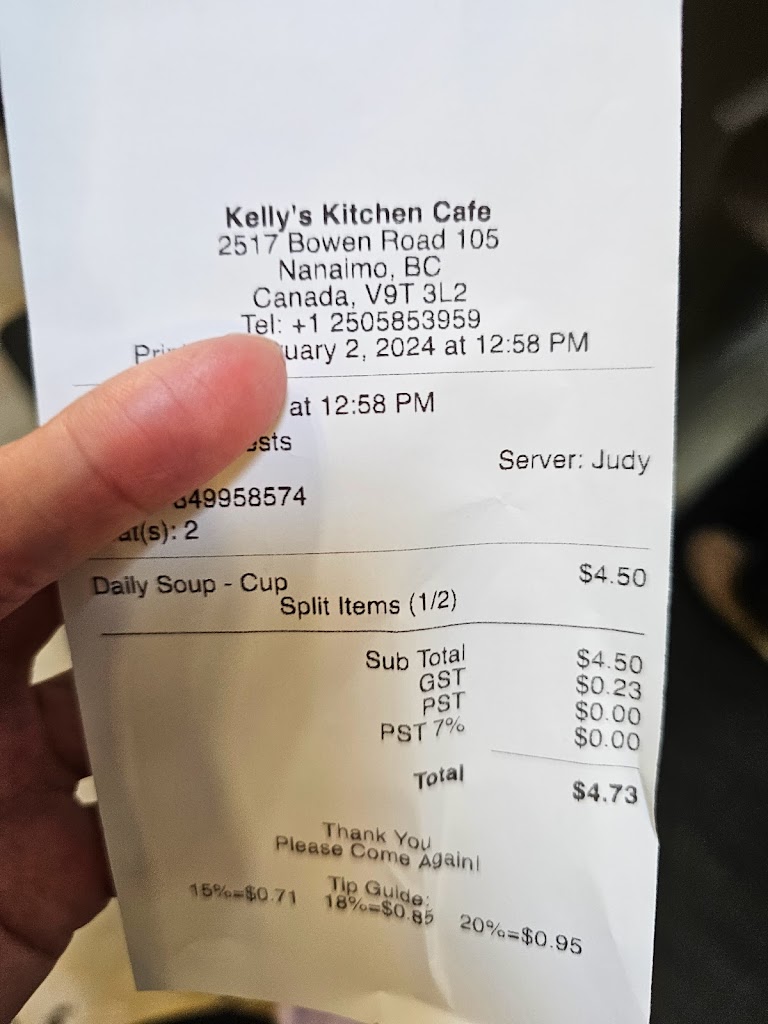 Kelly's Kitchen Cafe
2517 Bowen Road 105
Nanaimo, BC
Canada, V9T 3L2
Tel: +1 2505853959
2, 2024 at 12:58 PM
at 12:58 PM
Server: Judy
49958574
2
Daily Soup - Cup $4.50
Split Items (1/2)
Sub Total $4.50
GST $0.23
PST $0.00
PST 7% $0.00
Total $4.73
Thank You
Please Come Again!
Tip Guide:
15%=$0.71 18%=$0.85 20%=$0.95